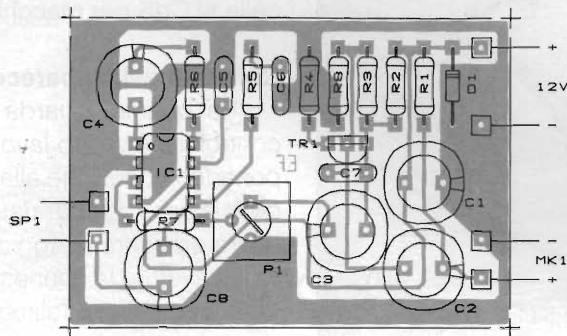 R6
C5
R5
C6
R4
R8
R3
R2
R1
D1
+
12V
-
C4
IC1
TR1
EF
C7
C1
SP1
R7
P1
C3
C8
C2
-
MK1
+